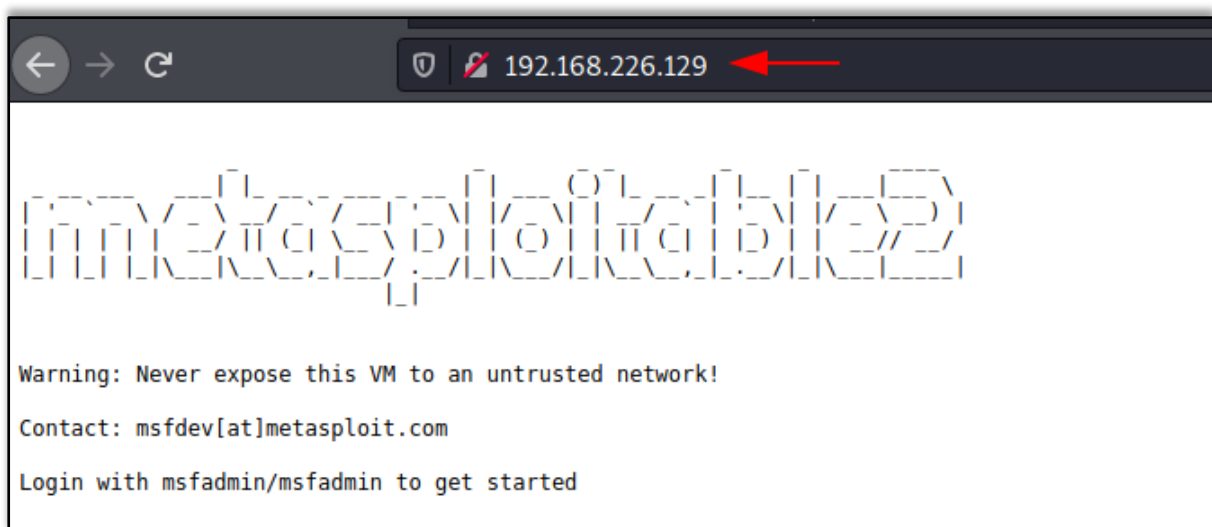 192.168.226.129
metasploitable2
Warning: Never expose this VM to an untrusted network!
Contact: msfdev[at]metasploit.com
Login with msfadmin/msfadmin to get started